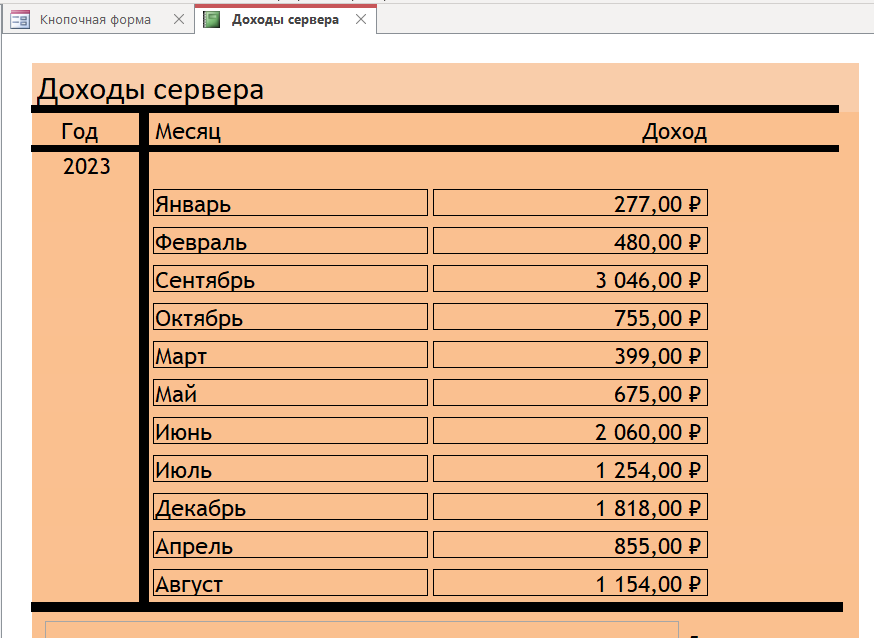 Кнопочная форма Доходы сервера
Доходы сервера
Год Месяц Доход
2023
Январь 277,00 ₽
Февраль 480,00 ₽
Сентябрь 3 046,00 ₽
Октябрь 755,00 ₽
Март 399,00 ₽
Май 675,00 ₽
Июнь 2 060,00 ₽
Июль 1 254,00 ₽
Декабрь 1 818,00 ₽
Апрель 855,00 ₽
Август 1 154,00 ₽